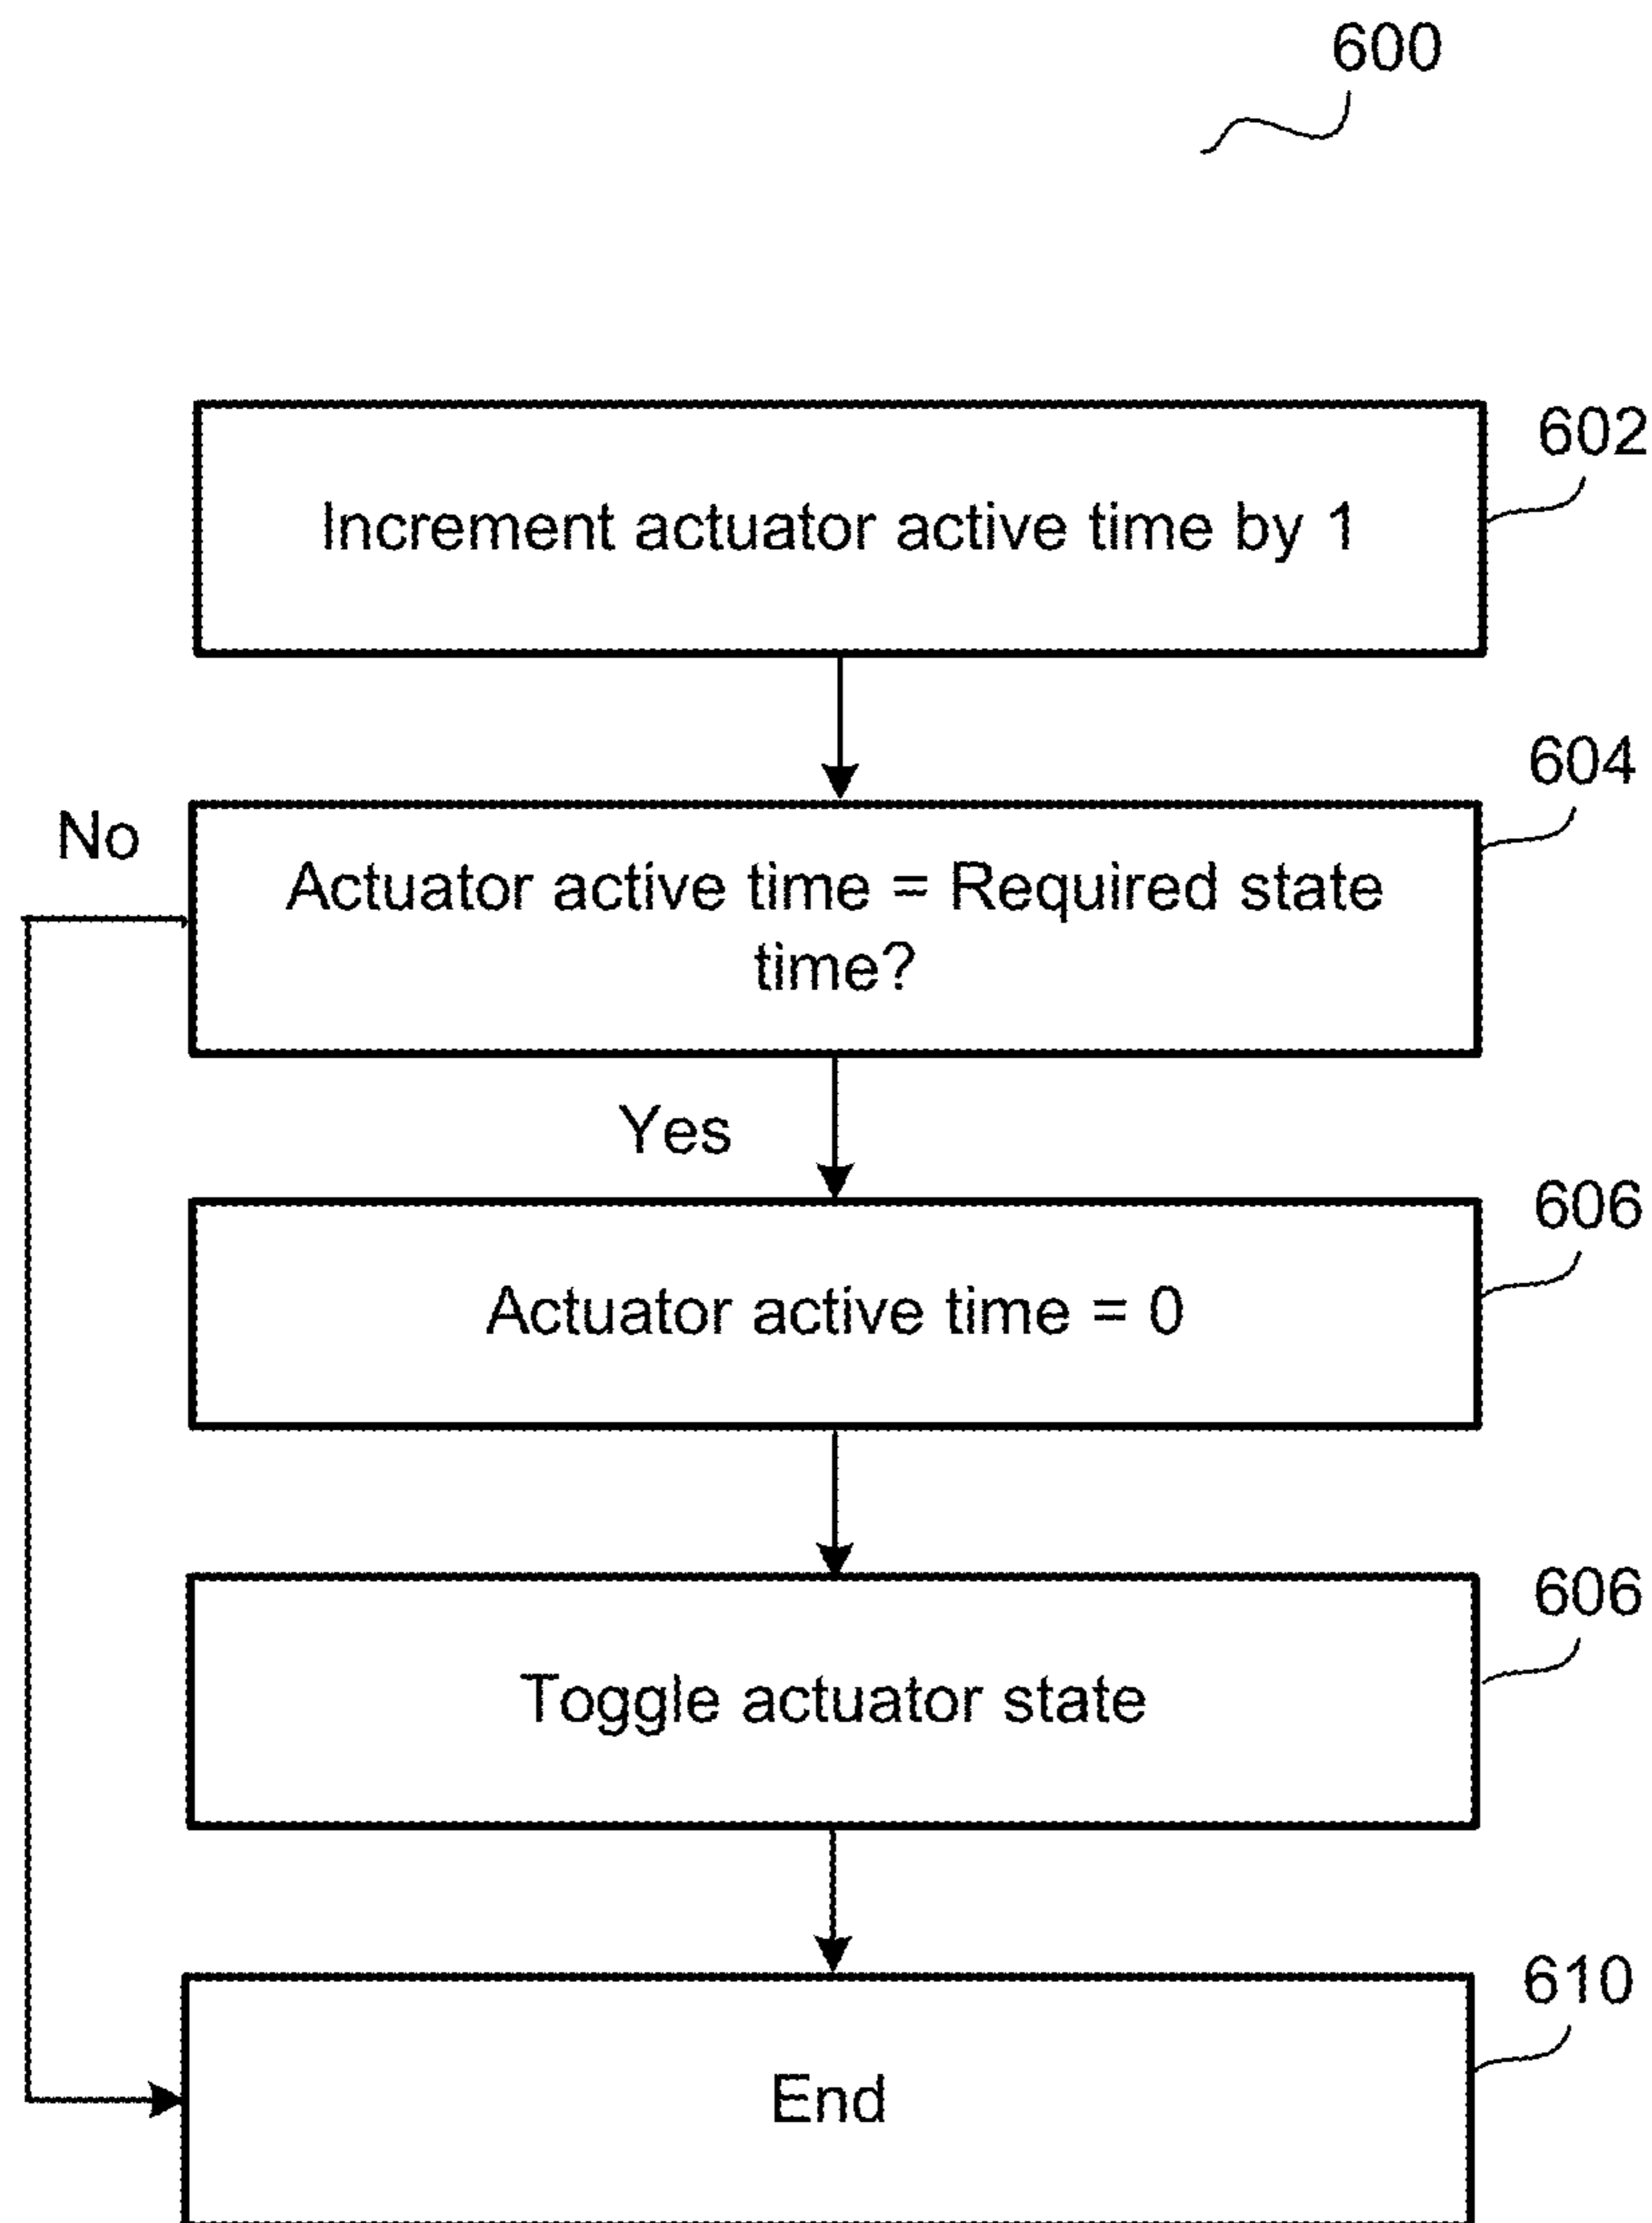 600
602
Increment actuator active time by 1
604
No
Actuator active time = Required state
time?
Yes
606
Actuator active time = 0
606
Toggle actuator state
610
End